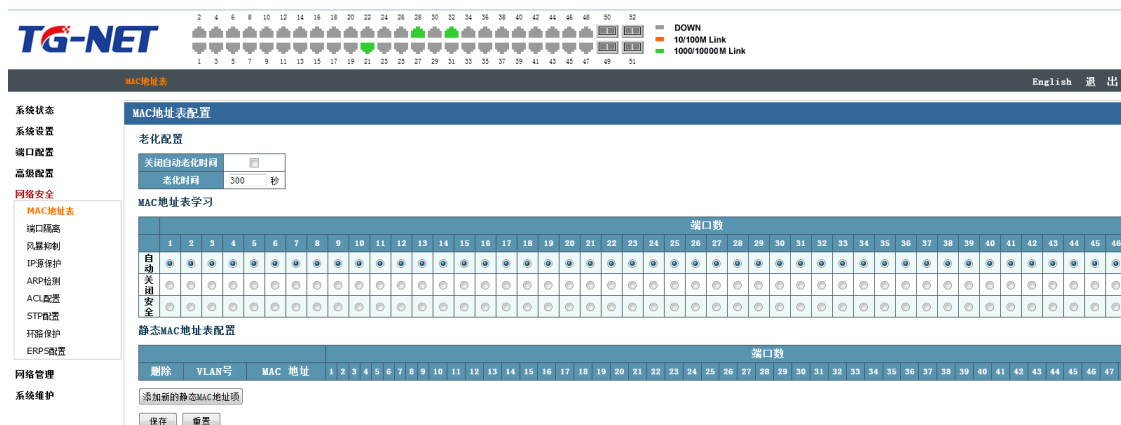 TG-NET
2 4 6 8 10 12 14 16 18 20 22 24 26 28 30 32 34 36 38 40 42 44 46 48 50 52
DOWN
10/100M Link
1000/10000M Link
1 3 5 7 9 11 13 15 17 19 21 23 25 27 29 31 33 35 37 39 41 43 45 47 49 51
MAC地址表
English 退 出
系统状态
系统设置
端口配置
高级配置
网络安全
MAC地址表
端口隔离
风暴抑制
IP源保护
ARP检测
ACL配置
STP配置
环路保护
ERPS配置
网络管理
系统维护
MAC地址表配置
老化配置
关闭自动老化时间
老化时间 300 秒
MAC地址表学习
端口数
1 2 3 4 5 6 7 8 9 10 11 12 13 14 15 16 17 18 19 20 21 22 23 24 25 26 27 28 29 30 31 32 33 34 35 36 37 38 39 40 41 42 43 44 45 46
自动
关闭
安全
静态MAC地址表配置
端口数
删除 VLAN号 MAC 地址 1 2 3 4 5 6 7 8 9 10 11 12 13 14 15 16 17 18 19 20 21 22 23 24 25 26 27 28 29 30 31 32 33 34 35 36 37 38 39 40 41 42 43 44 45 46 47
添加新的静态MAC地址项
保存 重置